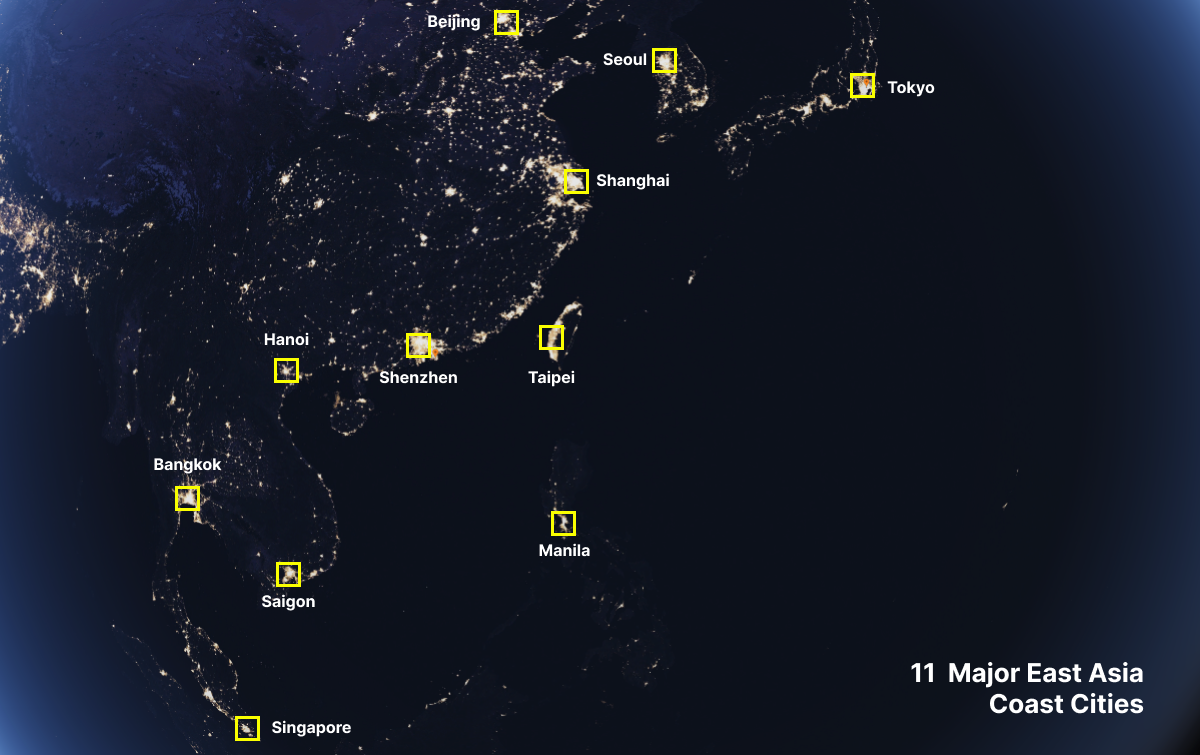 Beijing
Seoul
Tokyo
Shanghai
Hanoi
Shenzhen
Taipei
Bangkok
Manila
Saigon
11 Major East Asia
Coast Cities
Singapore